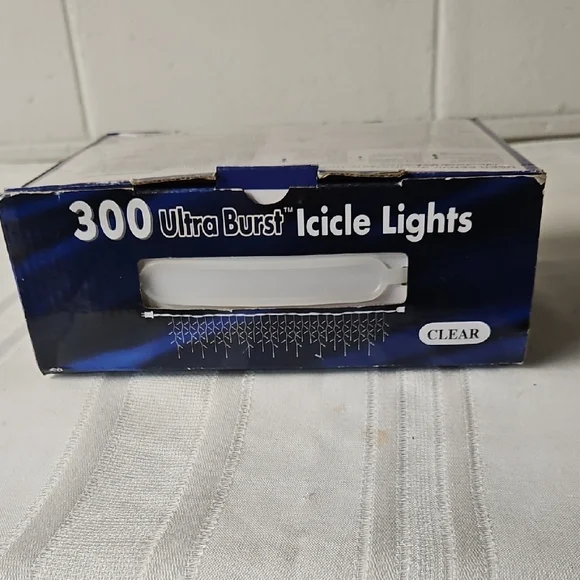 300 Ultra Burst™ Icicle Lights
CLEAR